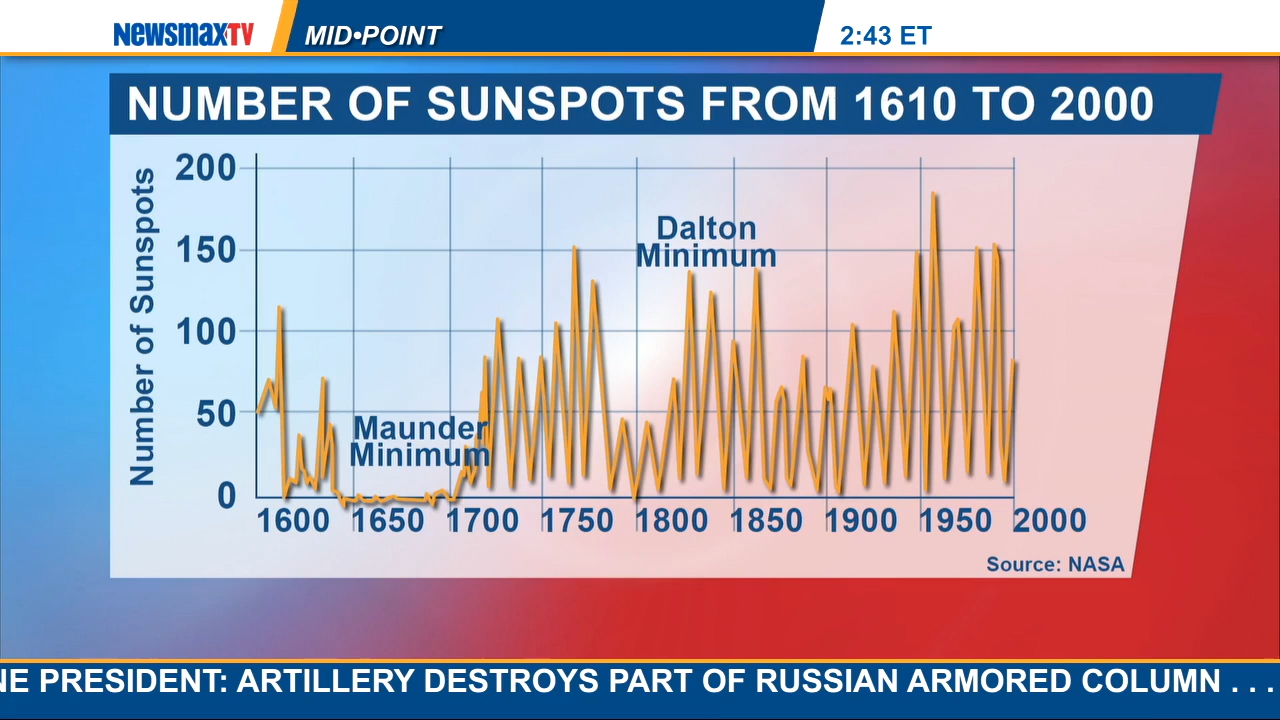 NEWSMAXTV
MID•POINT
2:43 ET
NUMBER OF SUNSPOTS FROM 1610 TO 2000
Number of Sunspots
200
150
100
50
0
Dalton
Minimum
Maunder
Minimum
1600 1650 1700 1750 1800 1850 1900 1950 2000
Source: NASA
NE PRESIDENT: ARTILLERY DESTROYS PART OF RUSSIAN ARMORED COLUMN . . .